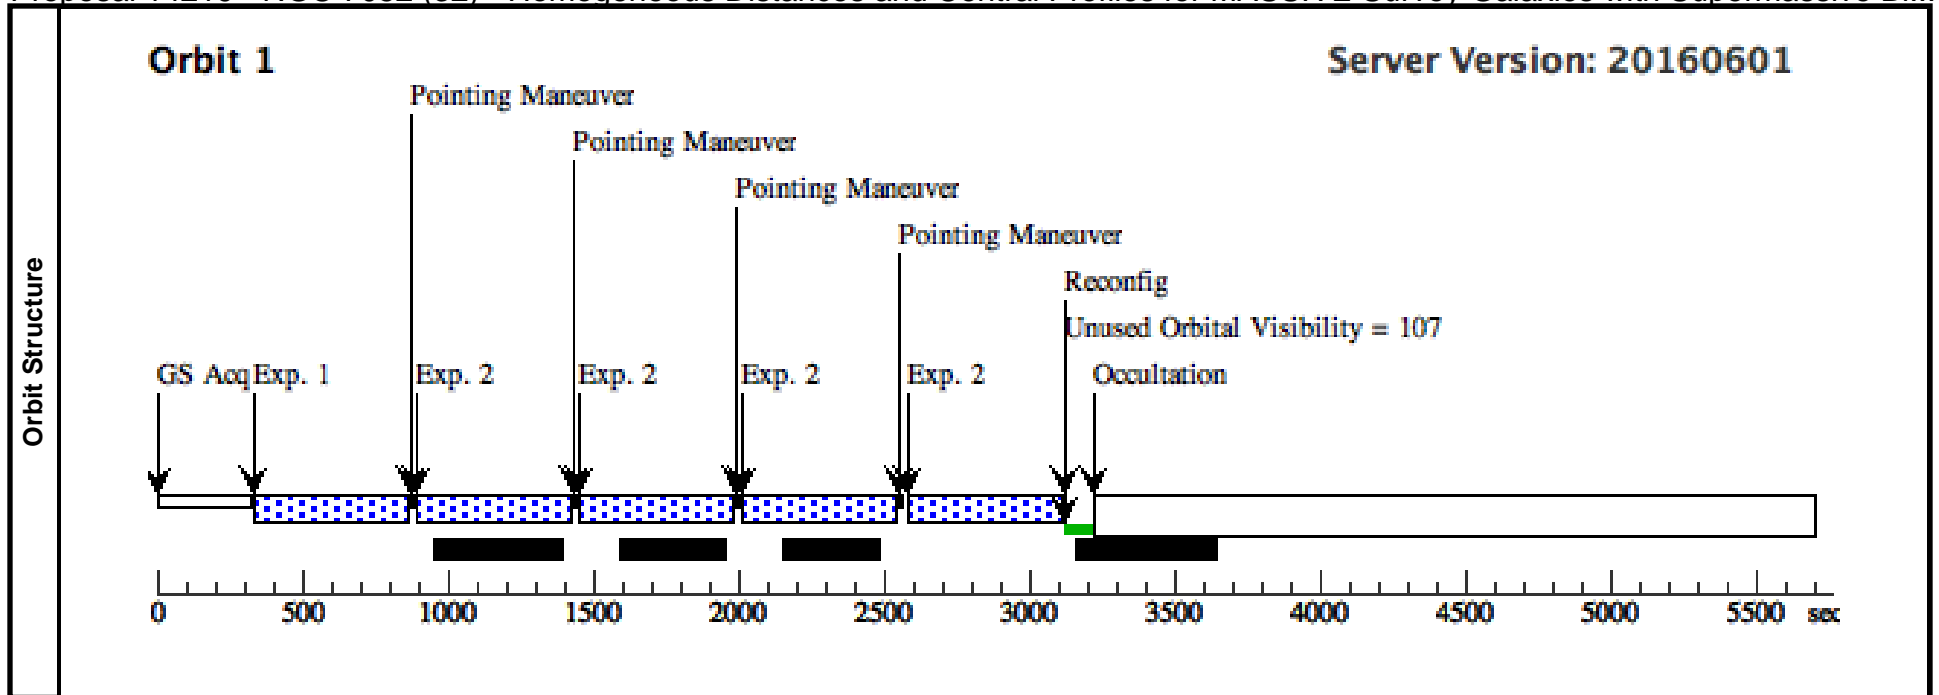 Orbit Structure
Orbit 1
Server Version: 20160601
Pointing Maneuver
Pointing Maneuver
Pointing Maneuver
Pointing Maneuver
Reconfig
Unused Orbital Visibility = 107
GS Acq Exp. 1 Exp. 2 Exp. 2 Exp. 2 Exp. 2 Occultation
0 500 1000 1500 2000 2500 3000 3500 4000 4500 5000 5500 sec